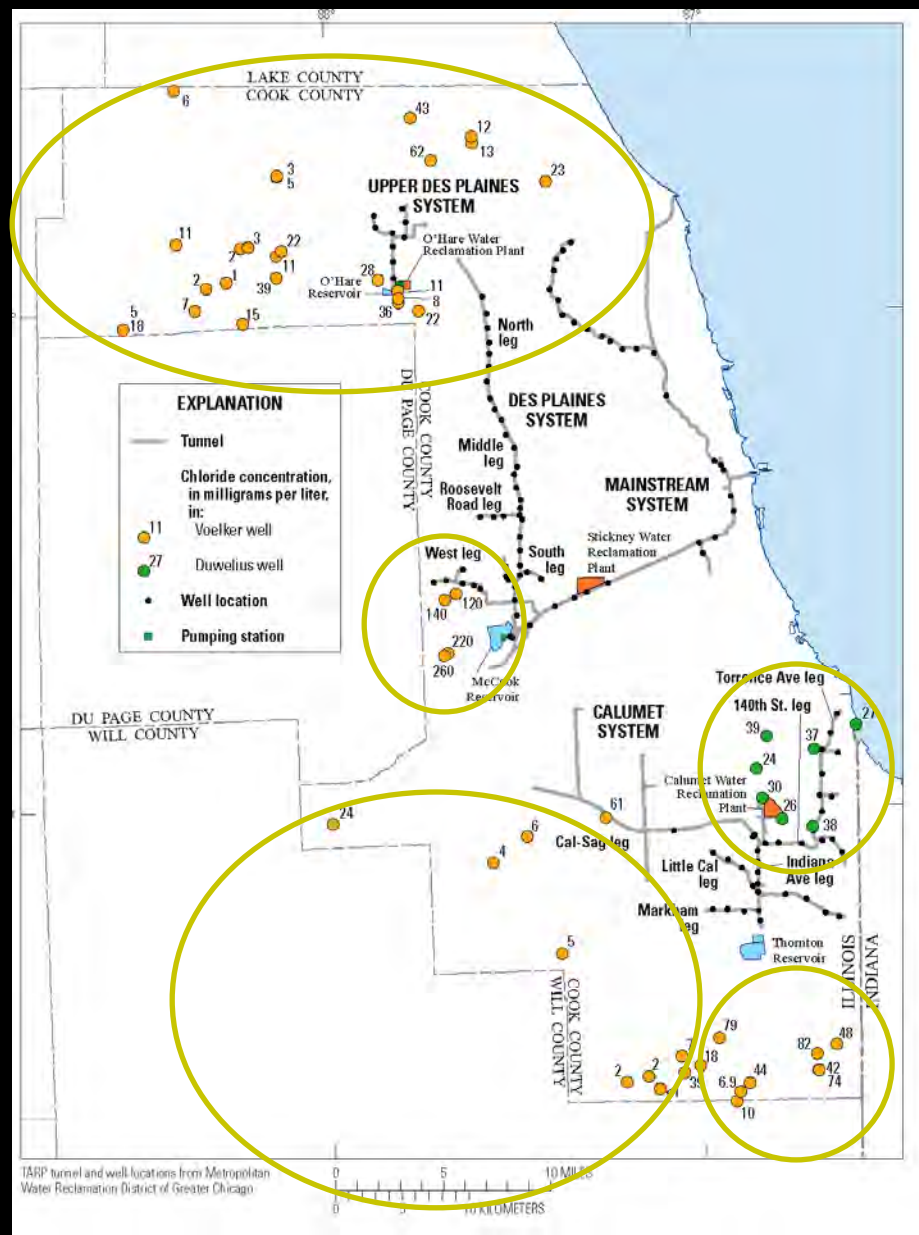 88°
87°
LAKE COUNTY
COOK COUNTY
6
43
12
13
62
23
3
5
UPPER DES PLAINES
SYSTEM
11
3
22
2
O'Hare Water
Reclamation Plant
11
28
O'Hare
Reservoir
11
2
1
39
8
36
22
7
5
18
15
North
leg
COOK COUNTY
DU PAGE COUNTY
EXPLANATION
Tunnel
Chloride concentration,
in milligrams per liter,
in:
11
Voelker well
27
Duwelius well
Well location
Pumping station
DES PLAINES
SYSTEM
Middle
leg
Roosevelt
Road leg
MAINSTREAM
SYSTEM
Stickney Water
Reclamation
Plant
West leg
South
leg
140
120
220
260
McCook
Reservoir
Torrence Ave leg
140th St. leg
27
DU PAGE COUNTY
WILL COUNTY
CALUMET
SYSTEM
39
37
24
30
Calumet Water
Reclamation
Plant
26
38
61
24
6
Cal-Sag leg
4
Little Cal
leg
Indiana
Ave leg
Markham
leg
5
Thornton
Reservoir
ILLINOIS
INDIANA
COOK COUNTY
WILL COUNTY
79
48
82
7
18
2
2
39
44
42
74
6.9
10
TARP tunnel and well locations from Metropolitan
Water Reclamation District of Greater Chicago
0 5 10 MILES
0 5 10 KILOMETERS